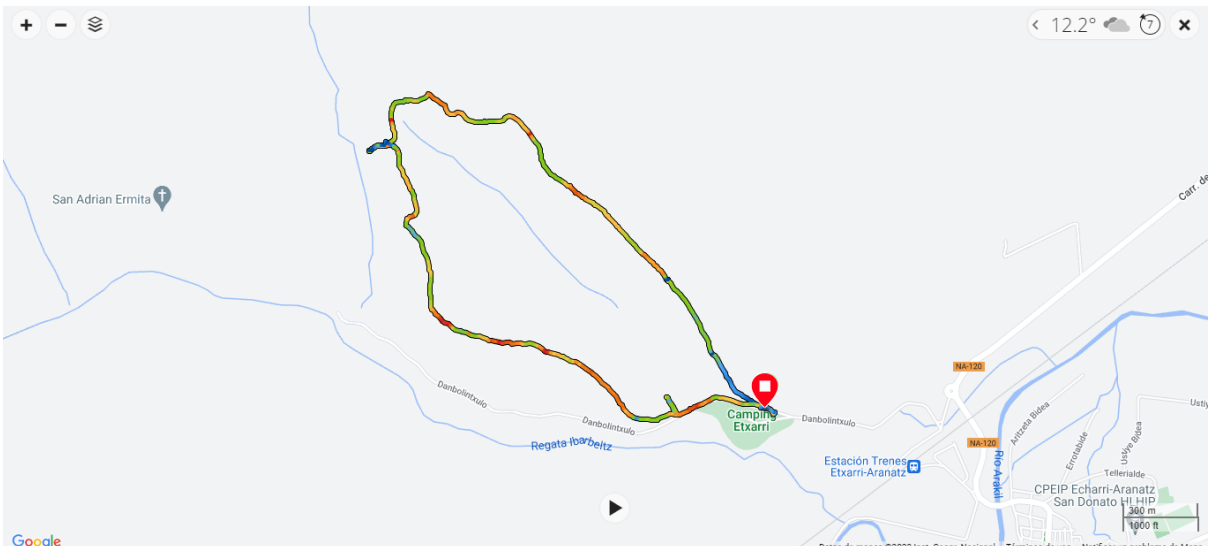 +
−
< 12.2° 7 ×
Carr. de
San Adrian Ermita
NA-120
Danbolintxulo
Danbolintxulo
Camping
Etxarri
Danbolintxulo
Regata Ibarbeltz
NA-120
Aritzeta Bidea
Errotabide
Ustiye Bidea
Estación Trenes
Etxarri-Aranatz
Río Arakil
Tellerialde
CPEIP Echarri-Aranatz
San Donato HLHIP
300 m
1000 ft
Google